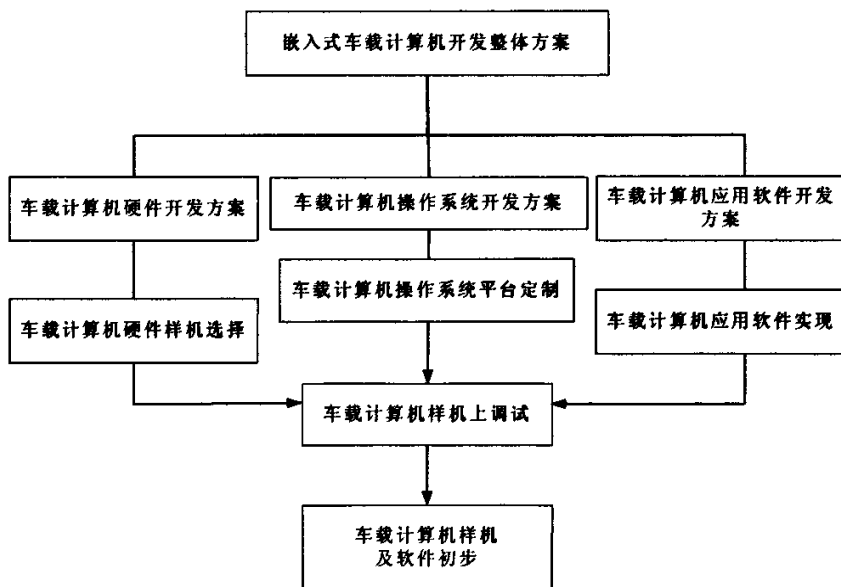 嵌入式车载计算机开发整体方案
车载计算机硬件开发方案
车载计算机操作系统开发方案
车载计算机应用软件开发
方案
车载计算机操作系统平台定制
车载计算机硬件样机选择
车载计算机应用软件实现
车载计算机样机上调试
车载计算机样机
及软件初步